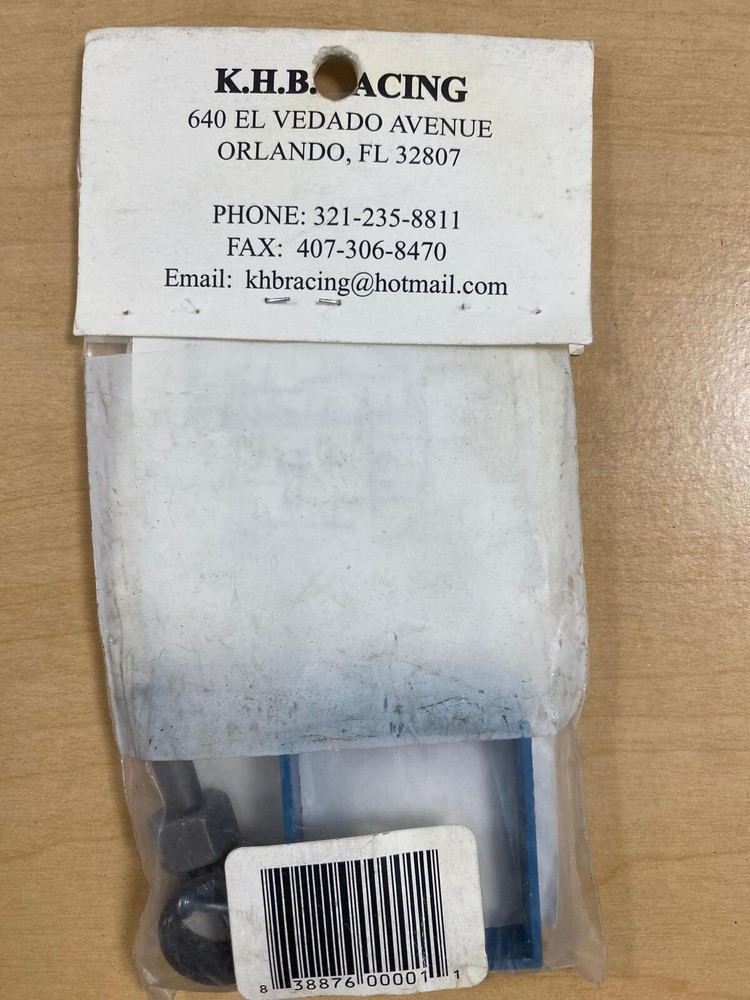 K.H.B. ACING
640 EL VEDADO AVENUE
ORLANDO, FL 32807
PHONE: 321-235-8811
FAX: 407-306-8470
Email: khbracing@hotmail.com
8 38876 00001 1